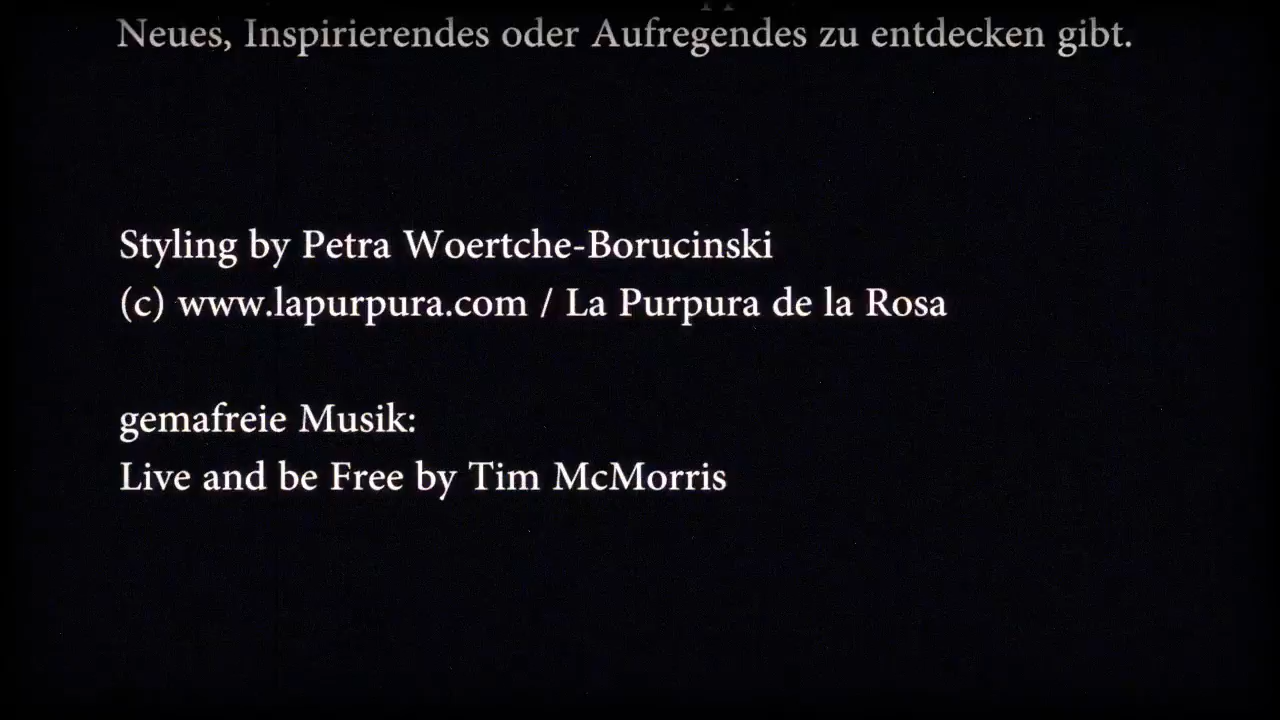 Neues, Inspirierendes oder Aufregendes zu entdecken gibt.
Styling by Petra Woertche-Borucinski
(c) www.lapurpura.com / La Purpura de la Rosa
gemafreie Musik:
Live and be Free by Tim McMorris